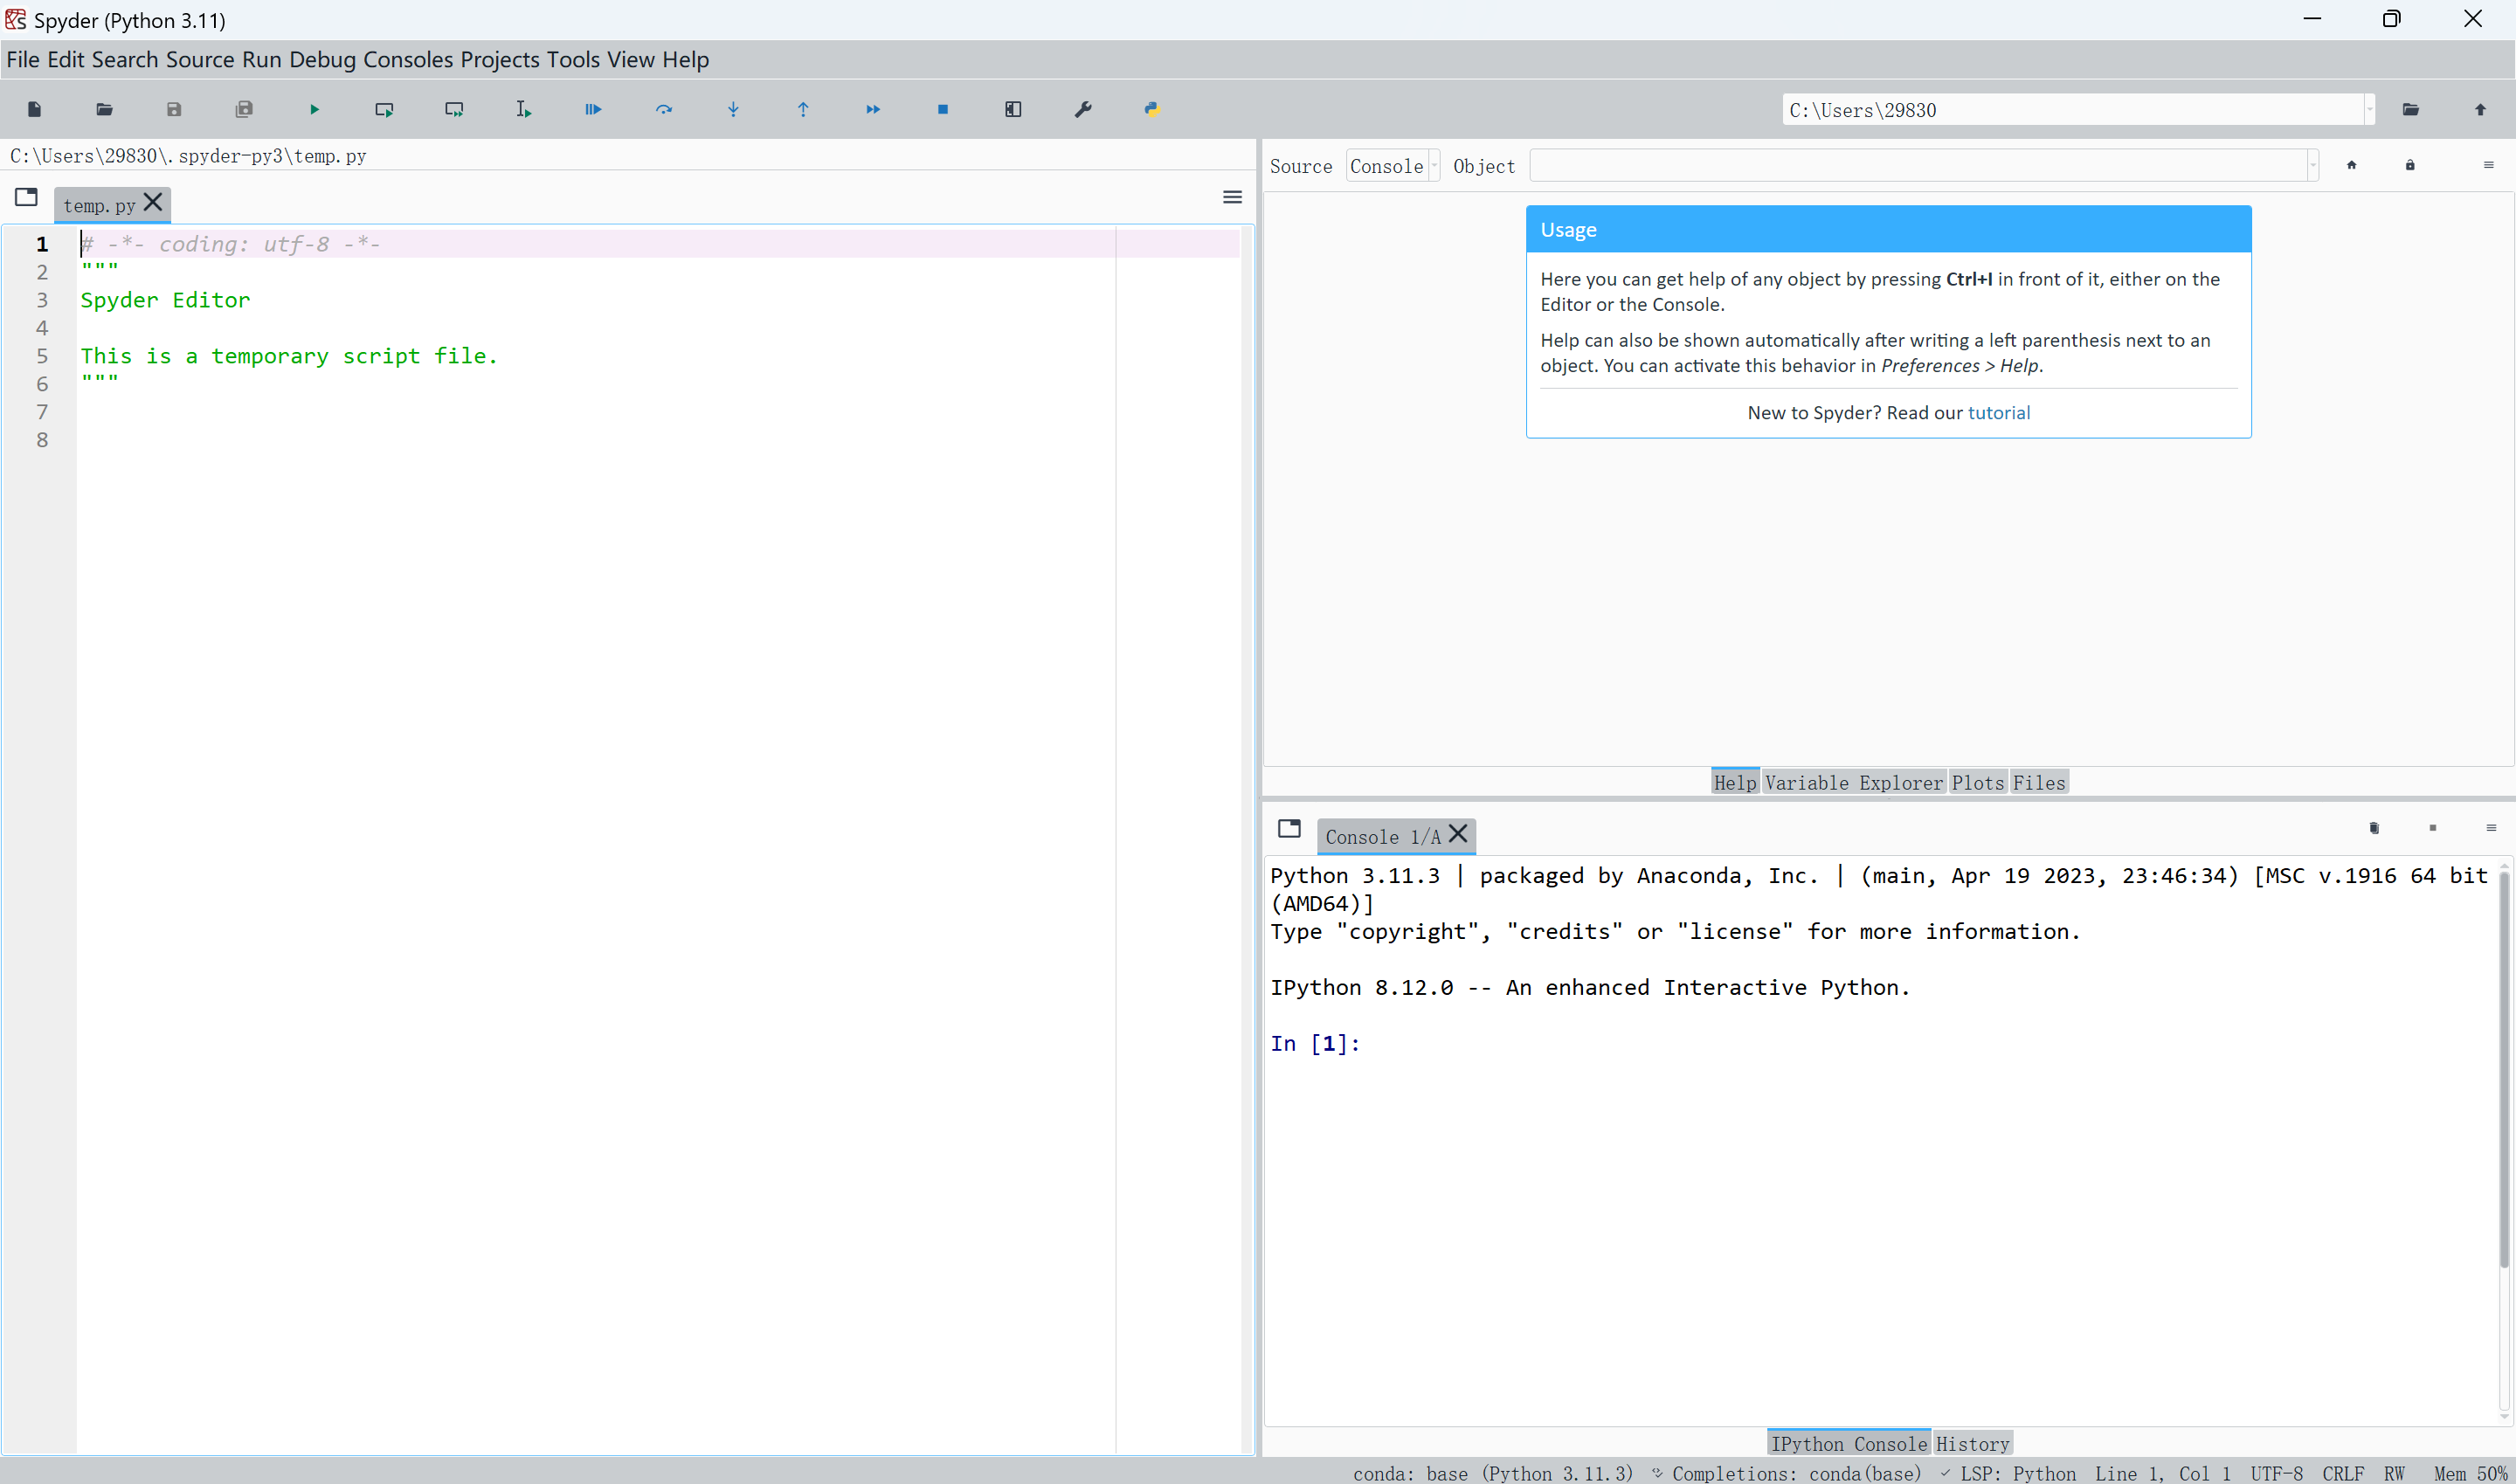 Spyder (Python 3.11)
File Edit Search Source Run Debug Consoles Projects Tools View Help
C:\Users\29830
C:\Users\29830\.spyder-py3\temp.py
temp.py
1 # -*- coding: utf-8 -*-
2 """
3 Spyder Editor
4
5 This is a temporary script file.
6 """
7
8
Source Console Object
Usage
Here you can get help of any object by pressing Ctrl+I in front of it, either on the
Editor or the Console.
Help can also be shown automatically after writing a left parenthesis next to an
object. You can activate this behavior in Preferences > Help.
New to Spyder? Read our tutorial
Help Variable Explorer Plots Files
Console 1/A
Python 3.11.3 | packaged by Anaconda, Inc. | (main, Apr 19 2023, 23:46:34) [MSC v.1916 64 bit
(AMD64)]
Type "copyright", "credits" or "license" for more information.
IPython 8.12.0 -- An enhanced Interactive Python.
In [1]:
IPython Console History
conda: base (Python 3.11.3) Completions: conda(base) LSP: Python Line 1, Col 1 UTF-8 CRLF RW Mem 50%